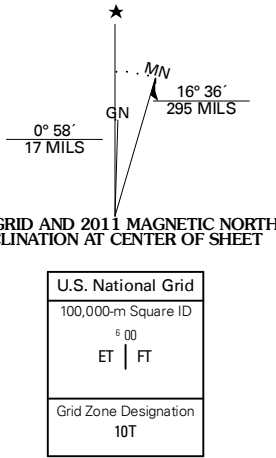 MN
GN
16° 36´
295 MILS
0° 58´
17 MILS
GRID AND 2011 MAGNETIC NORTH
CLINATION AT CENTER OF SHEET
U.S. National Grid
100,000-m Square ID
6 00
ET | FT
Grid Zone Designation
10T